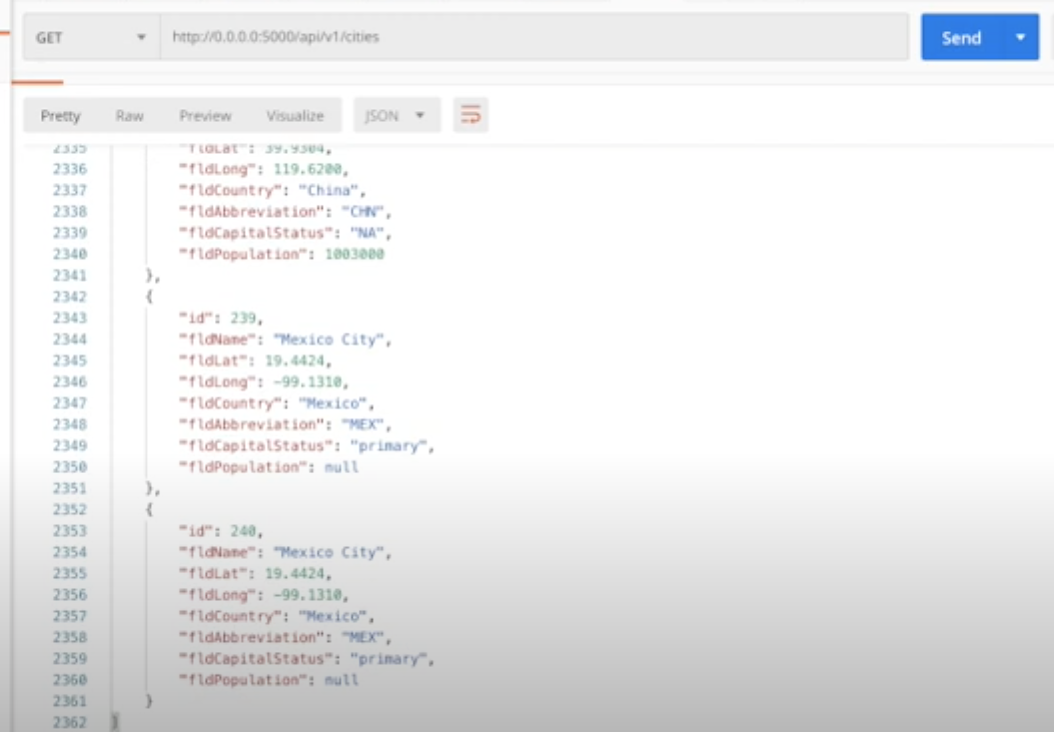 GET http://0.0.0.0:5000/api/v1/cities Send
Pretty Raw Preview Visualize JSON
2335 "fldLat": 39.9304,
2336 "fldLong": 119.6200,
2337 "fldCountry": "China",
2338 "fldAbbreviation": "CHN",
2339 "fldCapitalStatus": "NA",
2340 "fldPopulation": 1003000
2341 },
2342 {
2343 "id": 239,
2344 "fldName": "Mexico City",
2345 "fldLat": 19.4424,
2346 "fldLong": -99.1310,
2347 "fldCountry": "Mexico",
2348 "fldAbbreviation": "MEX",
2349 "fldCapitalStatus": "primary",
2350 "fldPopulation": null
2351 },
2352 {
2353 "id": 240,
2354 "fldName": "Mexico City",
2355 "fldLat": 19.4424,
2356 "fldLong": -99.1310,
2357 "fldCountry": "Mexico",
2358 "fldAbbreviation": "MEX",
2359 "fldCapitalStatus": "primary",
2360 "fldPopulation": null
2361 }
2362 ]